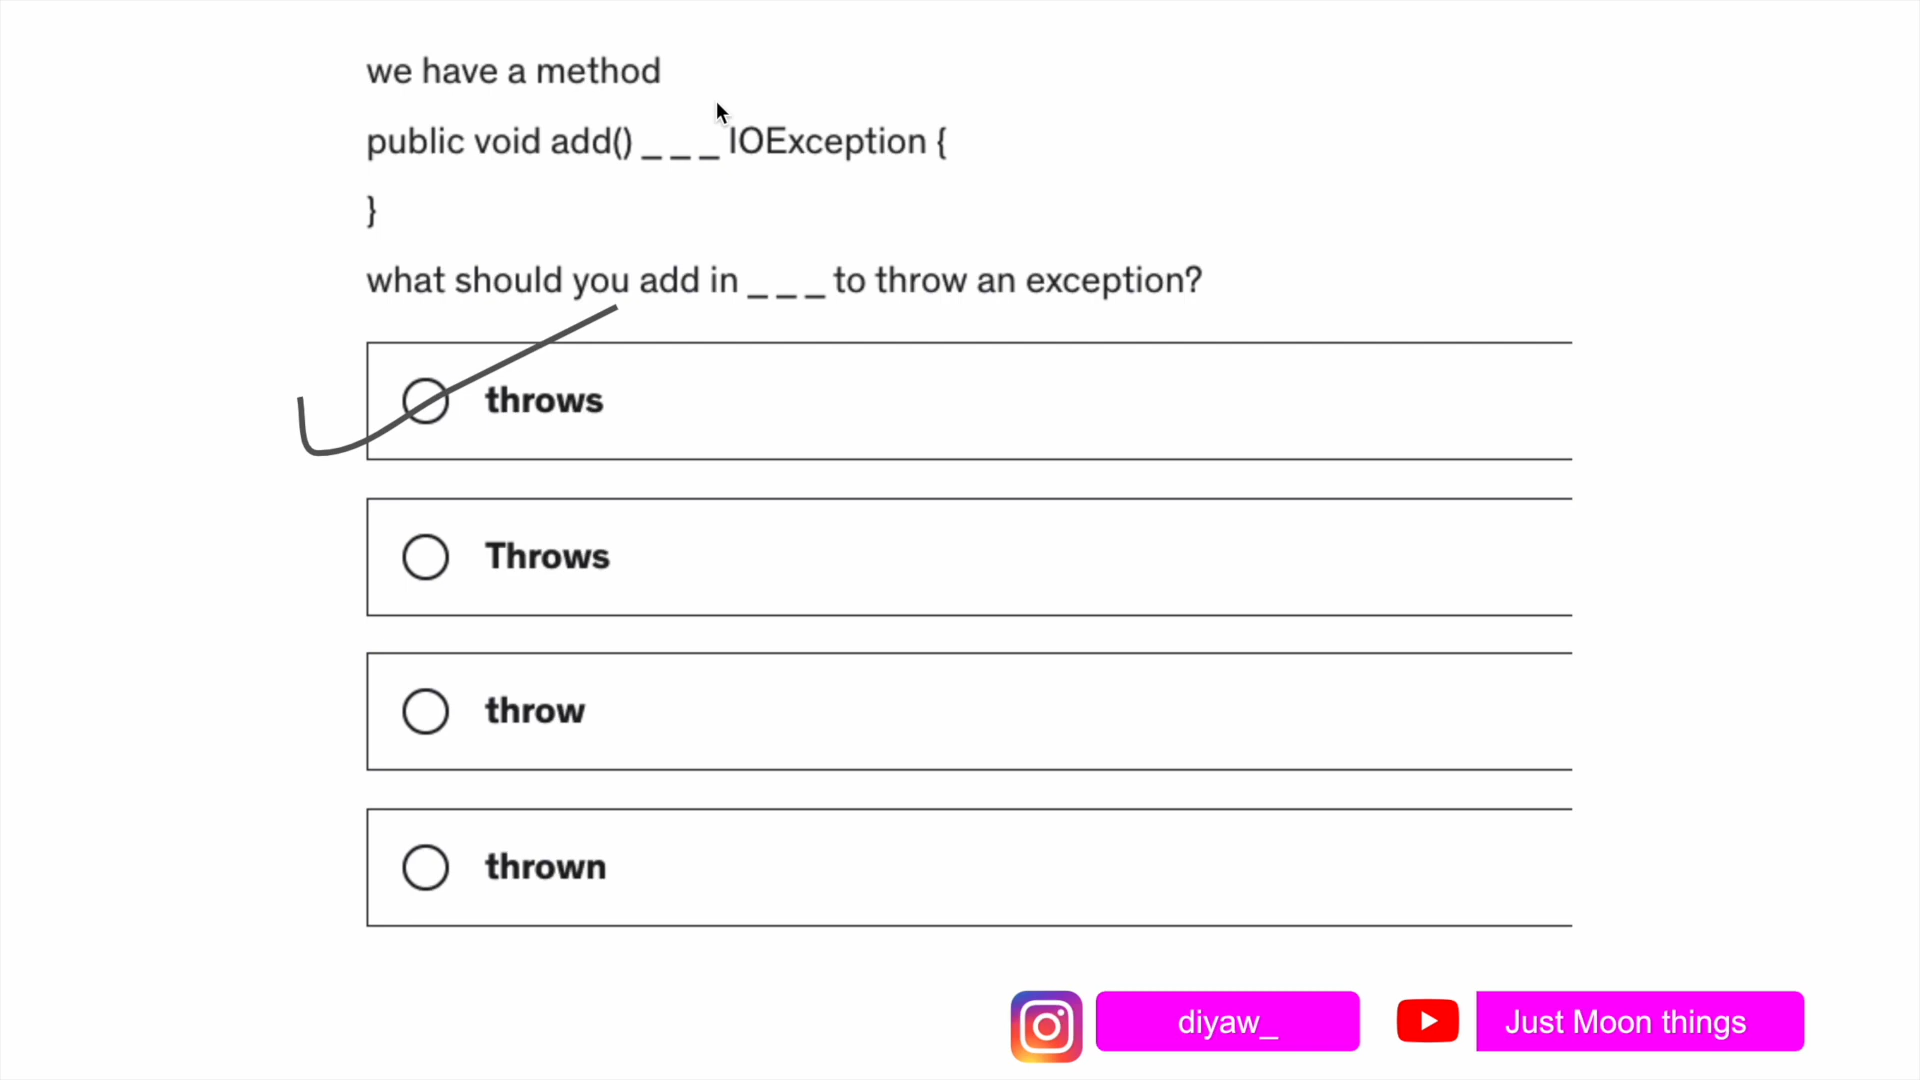 we have a method
public void add() _ _ _ IOException {
}
what should you add in _ _ _ to throw an exception?
throws
Throws
throw
thrown
diyaw_
Just Moon things